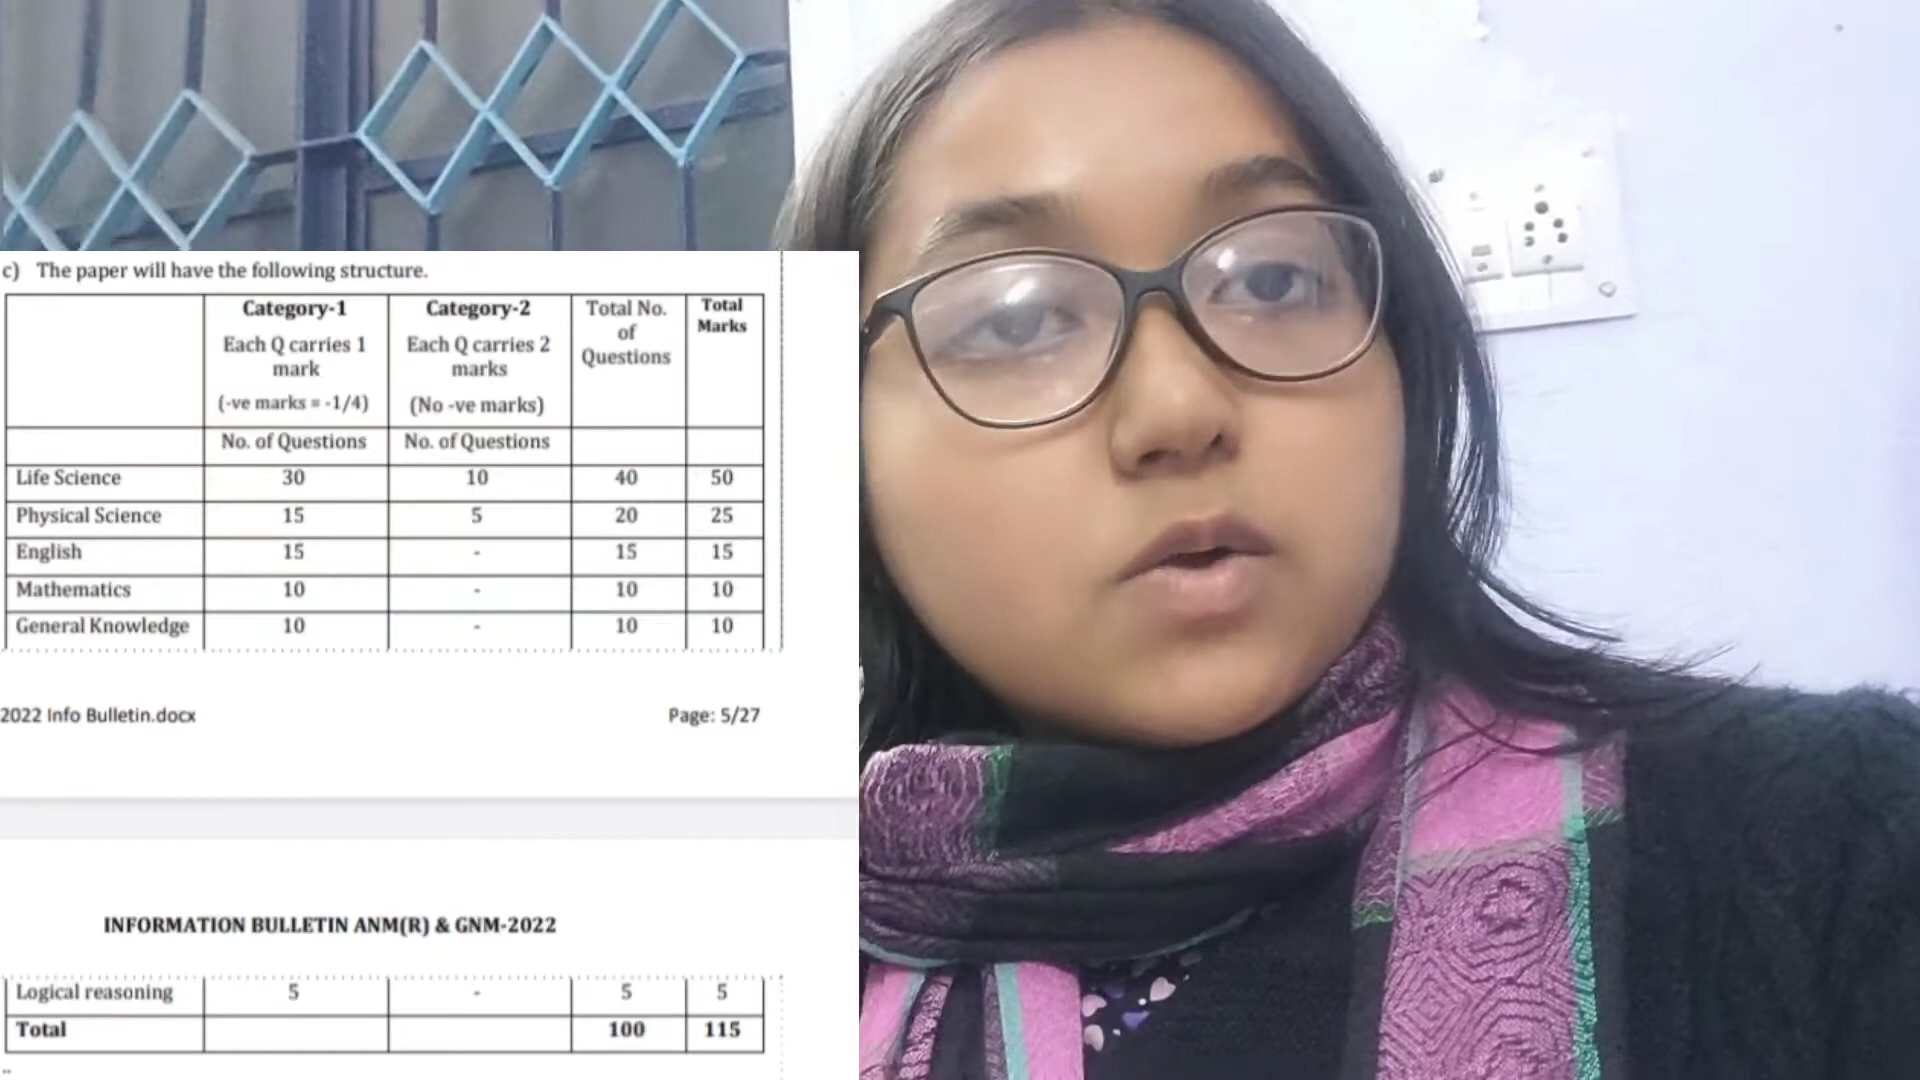 c) The paper will have the following structure.
Category-1 Category-2 Total No. of Questions Total Marks
Each Q carries 1 mark Each Q carries 2 marks
(-ve marks = -1/4) (No -ve marks)
No. of Questions No. of Questions
Life Science 30 10 40 50
Physical Science 15 5 20 25
English 15 - 15 15
Mathematics 10 - 10 10
General Knowledge 10 - 10 10
2022 Info Bulletin.docx Page: 5/27
INFORMATION BULLETIN ANM(R) & GNM-2022
Logical reasoning 5 - 5 5
Total 100 115